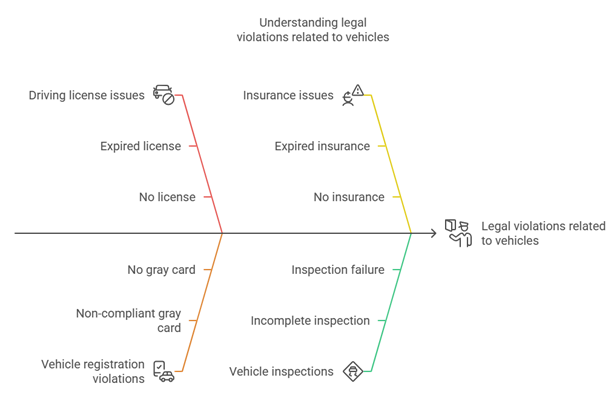 Understanding legal
violations related to vehicles
Driving license issues
Insurance issues
Expired license
Expired insurance
No license
No insurance
Legal violations related
to vehicles
No gray card
Inspection failure
Non-compliant gray
card
Incomplete inspection
Vehicle registration
violations
Vehicle inspections